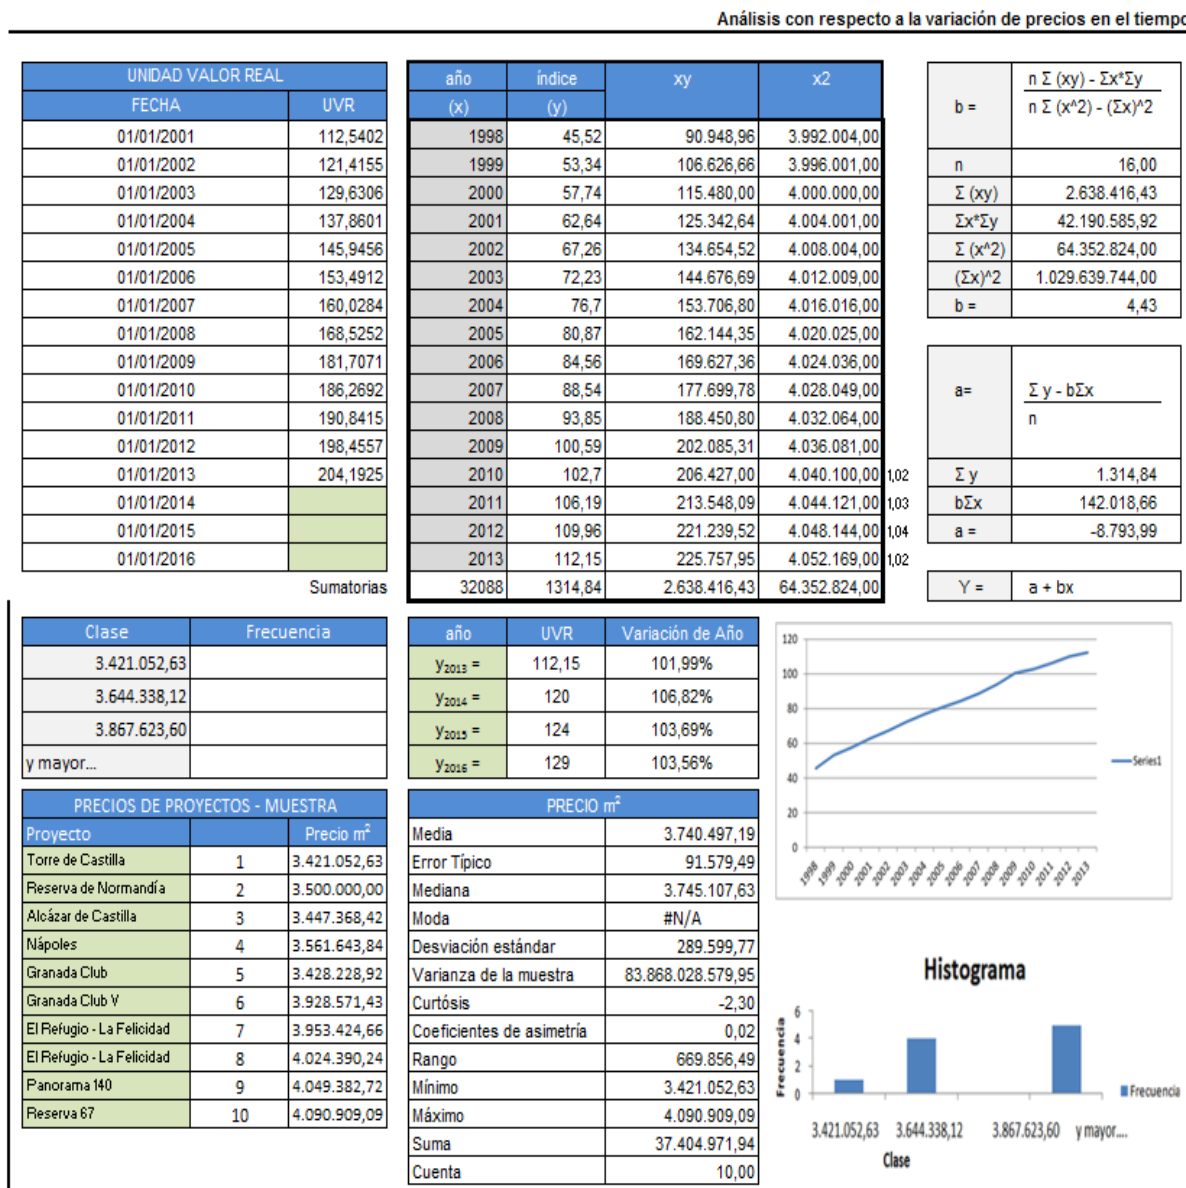 Análisis con respecto a la variación de precios en el tiempo
UNIDAD VALOR REAL
FECHA UVR
01/01/2001 112,5402
01/01/2002 121,4155
01/01/2003 129,6306
01/01/2004 137,8601
01/01/2005 145,9456
01/01/2006 153,4912
01/01/2007 160,0284
01/01/2008 168,5252
01/01/2009 181,7071
01/01/2010 186,2692
01/01/2011 190,8415
01/01/2012 198,4557
01/01/2013 204,1925
01/01/2014
01/01/2015
01/01/2016
Sumatorias
año índice xy x2
(x) (y)
1998 45,52 90.948,96 3.992.004,00
1999 53,34 106.626,66 3.996.001,00
2000 57,74 115.480,00 4.000.000,00
2001 62,64 125.342,64 4.004.001,00
2002 67,26 134.654,52 4.008.004,00
2003 72,23 144.676,69 4.012.009,00
2004 76,7 153.706,80 4.016.016,00
2005 80,87 162.144,35 4.020.025,00
2006 84,56 169.627,36 4.024.036,00
2007 88,54 177.699,78 4.028.049,00
2008 93,85 188.450,80 4.032.064,00
2009 100,59 202.085,31 4.036.081,00
2010 102,7 206.427,00 4.040.100,00 1,02
2011 106,19 213.548,09 4.044.121,00 1,03
2012 109,96 221.239,52 4.048.144,00 1,04
2013 112,15 225.757,95 4.052.169,00 1,02
32088 1314,84 2.638.416,43 64.352.824,00
b = n Σ (xy) - Σx*Σy
n Σ (x^2) - (Σx)^2
n 16,00
Σ (xy) 2.638.416,43
Σx*Σy 42.190.585,92
Σ (x^2) 64.352.824,00
(Σx)^2 1.029.639.744,00
b = 4,43
a= Σ y - bΣx
n
Σ y 1.314,84
bΣx 142.018,66
a = -8.793,99
Y = a + bx
Clase Frecuencia
3.421.052,63
3.644.338,12
3.867.623,60
y mayor...
año UVR Variación de Año
y2013 = 112,15 101,99%
y2014 = 120 106,82%
y2015 = 124 103,69%
y2016 = 129 103,56%
120
100
80
60
40
20
0
1998 1999 2000 2001 2002 2003 2004 2005 2006 2007 2008 2009 2010 2011 2012 2013
Series1
PRECIOS DE PROYECTOS - MUESTRA
Proyecto Precio m²
Torre de Castilla 1 3.421.052,63
Reserva de Normandía 2 3.500.000,00
Alcázar de Castilla 3 3.447.368,42
Nápoles 4 3.561.643,84
Granada Club 5 3.428.228,92
Granada Club V 6 3.928.571,43
El Refugio - La Felicidad 7 3.953.424,66
El Refugio - La Felicidad 8 4.024.390,24
Panorama 140 9 4.049.382,72
Reserva 67 10 4.090.909,09
PRECIO m²
Media 3.740.497,19
Error Típico 91.579,49
Mediana 3.745.107,63
Moda #N/A
Desviación estándar 289.599,77
Varianza de la muestra 83.868.028.579,95
Curtósis -2,30
Coeficientes de asimetría 0,02
Rango 669.856,49
Mínimo 3.421.052,63
Máximo 4.090.909,09
Suma 37.404.971,94
Cuenta 10,00
Histograma
Frecuencia
6
4
2
0
3.421.052,63 3.644.338,12 3.867.623,60 y mayor....
Clase
Frecuencia